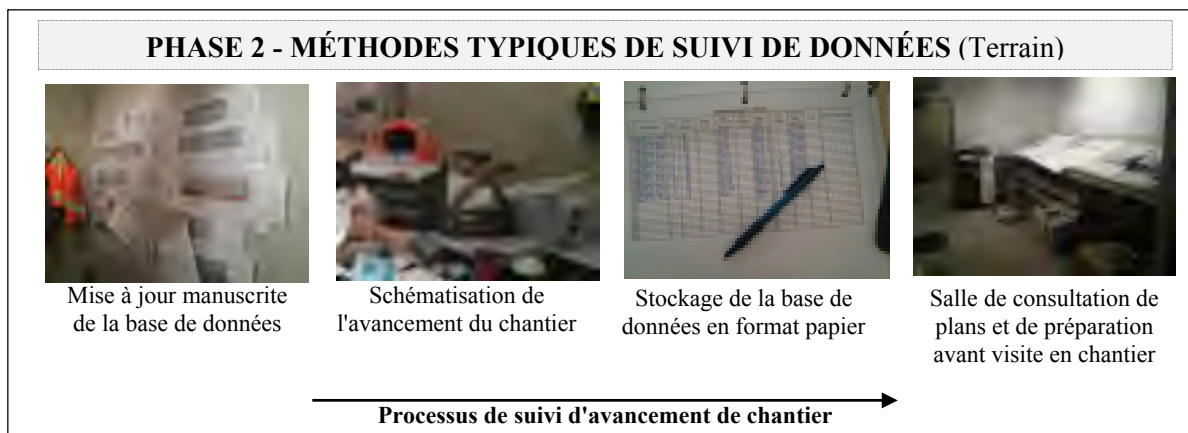 PHASE 2 - MÉTHODES TYPIQUES DE SUIVI DE DONNÉES (Terrain)
Mise à jour manuscrite
de la base de données
Schématisation de
l'avancement du chantier
Stockage de la base de
données en format papier
Salle de consultation de
plans et de préparation
avant visite en chantier
Processus de suivi d'avancement de chantier